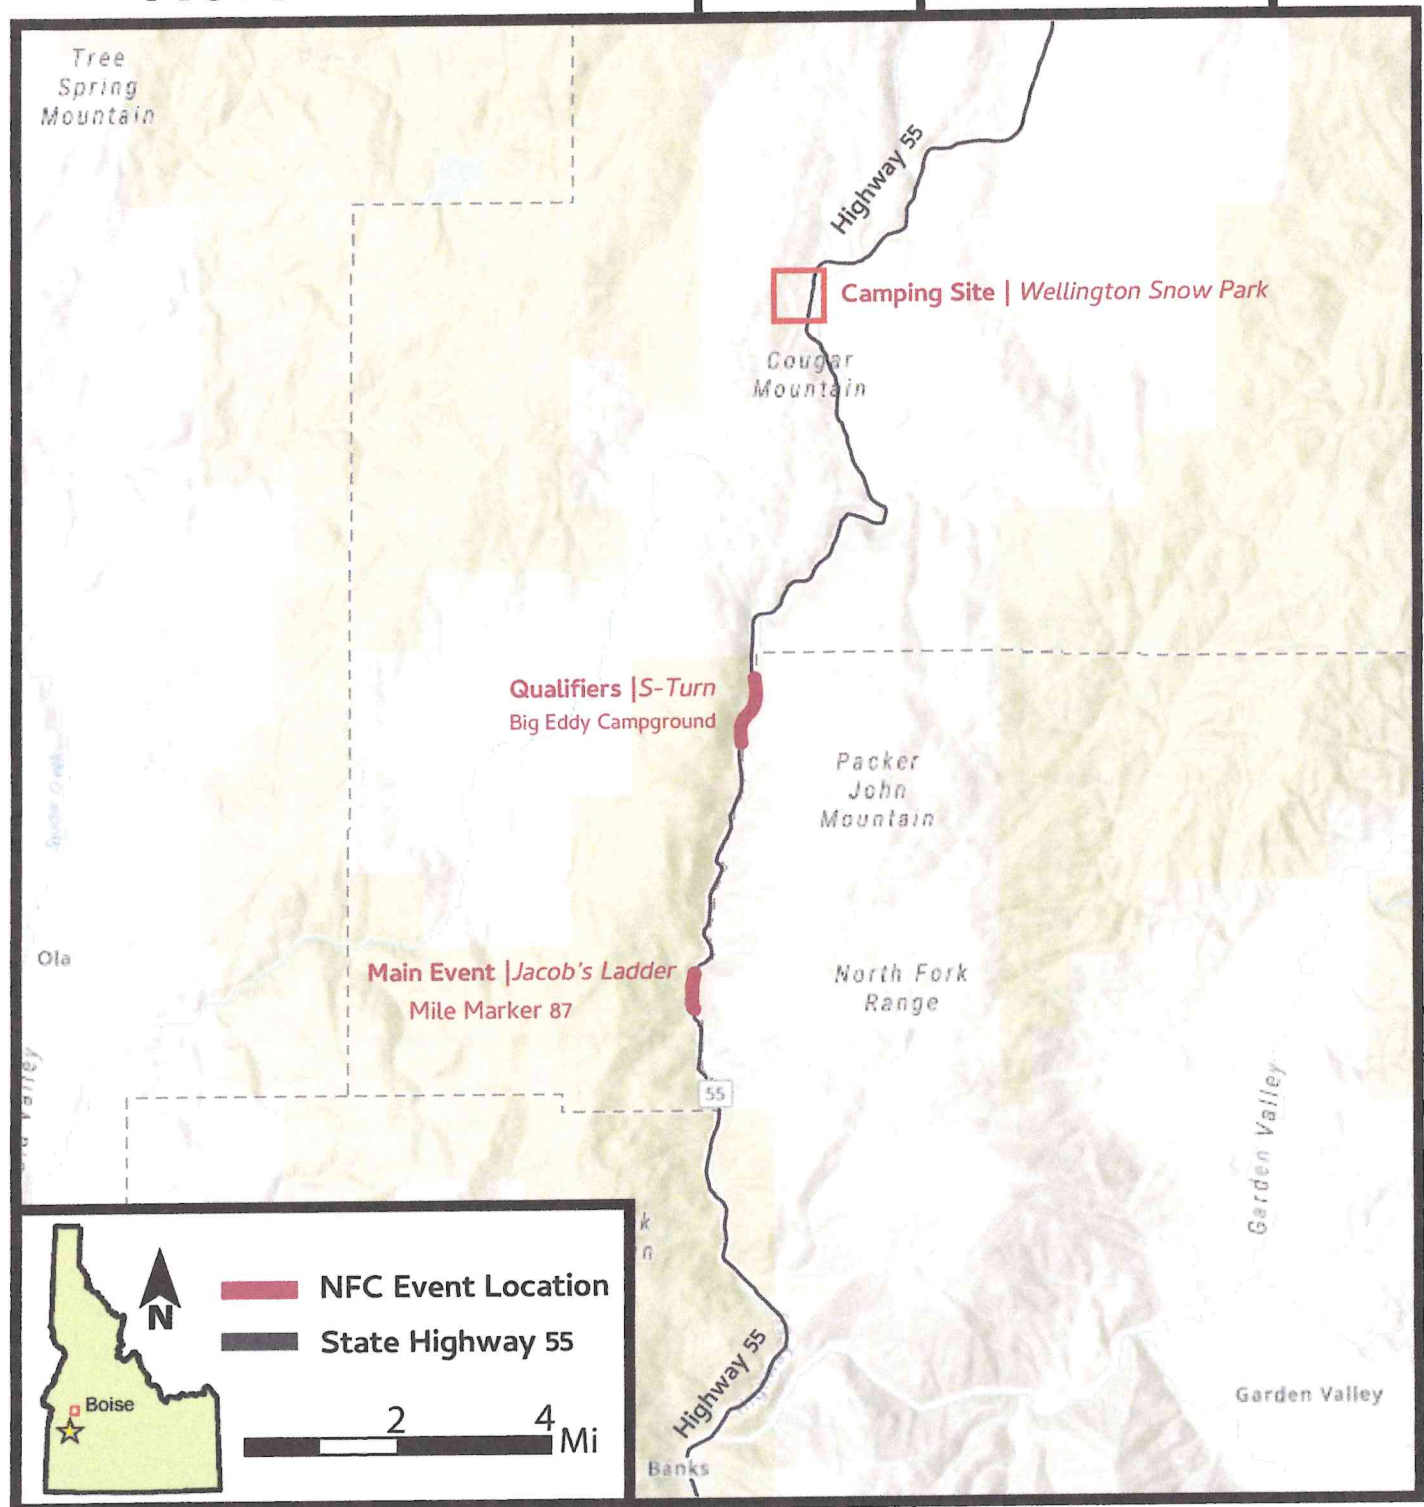 Tree
Spring
Mountain
Highway 55
Camping Site | Wellington Snow Park
Cougar
Mountain
Qualifiers |S-Turn
Big Eddy Campground
Packer
John
Mountain
Ola
Main Event |Jacob's Ladder
Mile Marker 87
North Fork
Range
Valley
55
Garden Valley
k
n
N
NFC Event Location
State Highway 55
Boise
2 4
Mi
Highway 55
Garden Valley
Banks